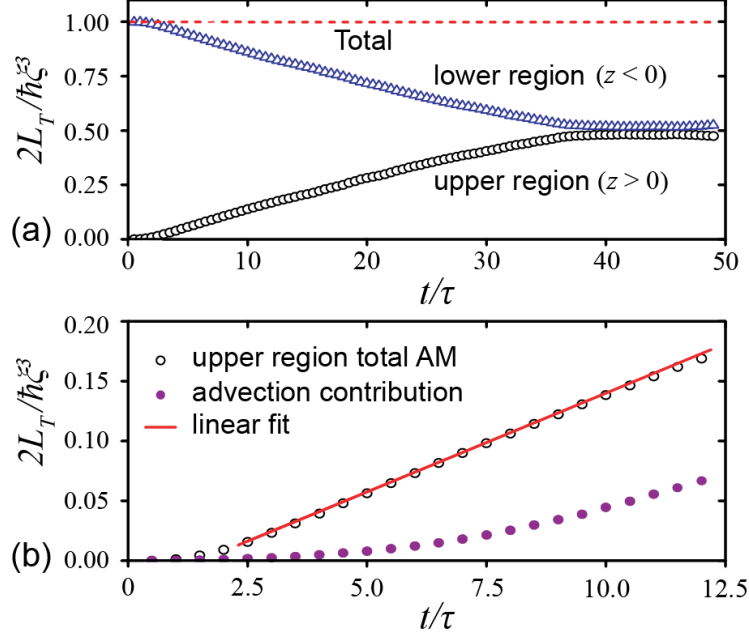 1.00
0.75
0.50
0.25
0.00
2L_T/ħξ³
Total
lower region (z < 0)
upper region (z > 0)
(a)
0 10 20 30 40 50
t/τ
0.20
0.15
0.10
0.05
0.00
2L_T/ħξ³
upper region total AM
advection contribution
linear fit
(b)
0 2.5 5.0 7.5 10.0 12.5
t/τ